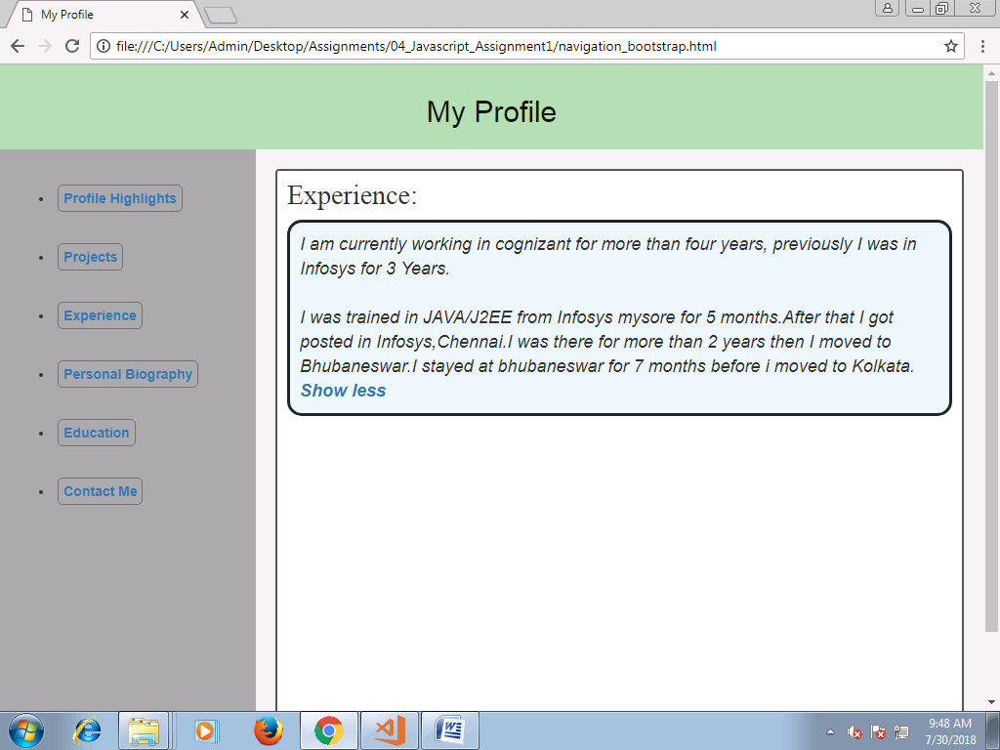 My Profile
file:///C:/Users/Admin/Desktop/Assignments/04_Javascript_Assignment1/navigation_bootstrap.html
My Profile
Profile Highlights
Projects
Experience
Personal Biography
Education
Contact Me
Experience:
I am currently working in cognizant for more than four years, previously I was in
Infosys for 3 Years.
I was trained in JAVA/J2EE from Infosys mysore for 5 months.After that I got
posted in Infosys,Chennai.I was there for more than 2 years then I moved to
Bhubaneswar.I stayed at bhubaneswar for 7 months before i moved to Kolkata.
Show less
9:48 AM
7/30/2018